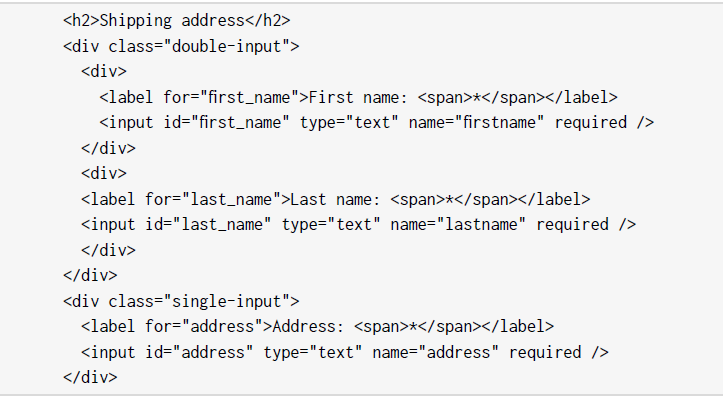 <h2>Shipping address</h2>
<div class="double-input">
<div>
<label for="first_name">First name: <span>*</span></label>
<input id="first_name" type="text" name="firstname" required />
</div>
<div>
<label for="last_name">Last name: <span>*</span></label>
<input id="last_name" type="text" name="lastname" required />
</div>
</div>
<div class="single-input">
<label for="address">Address: <span>*</span></label>
<input id="address" type="text" name="address" required />
</div>